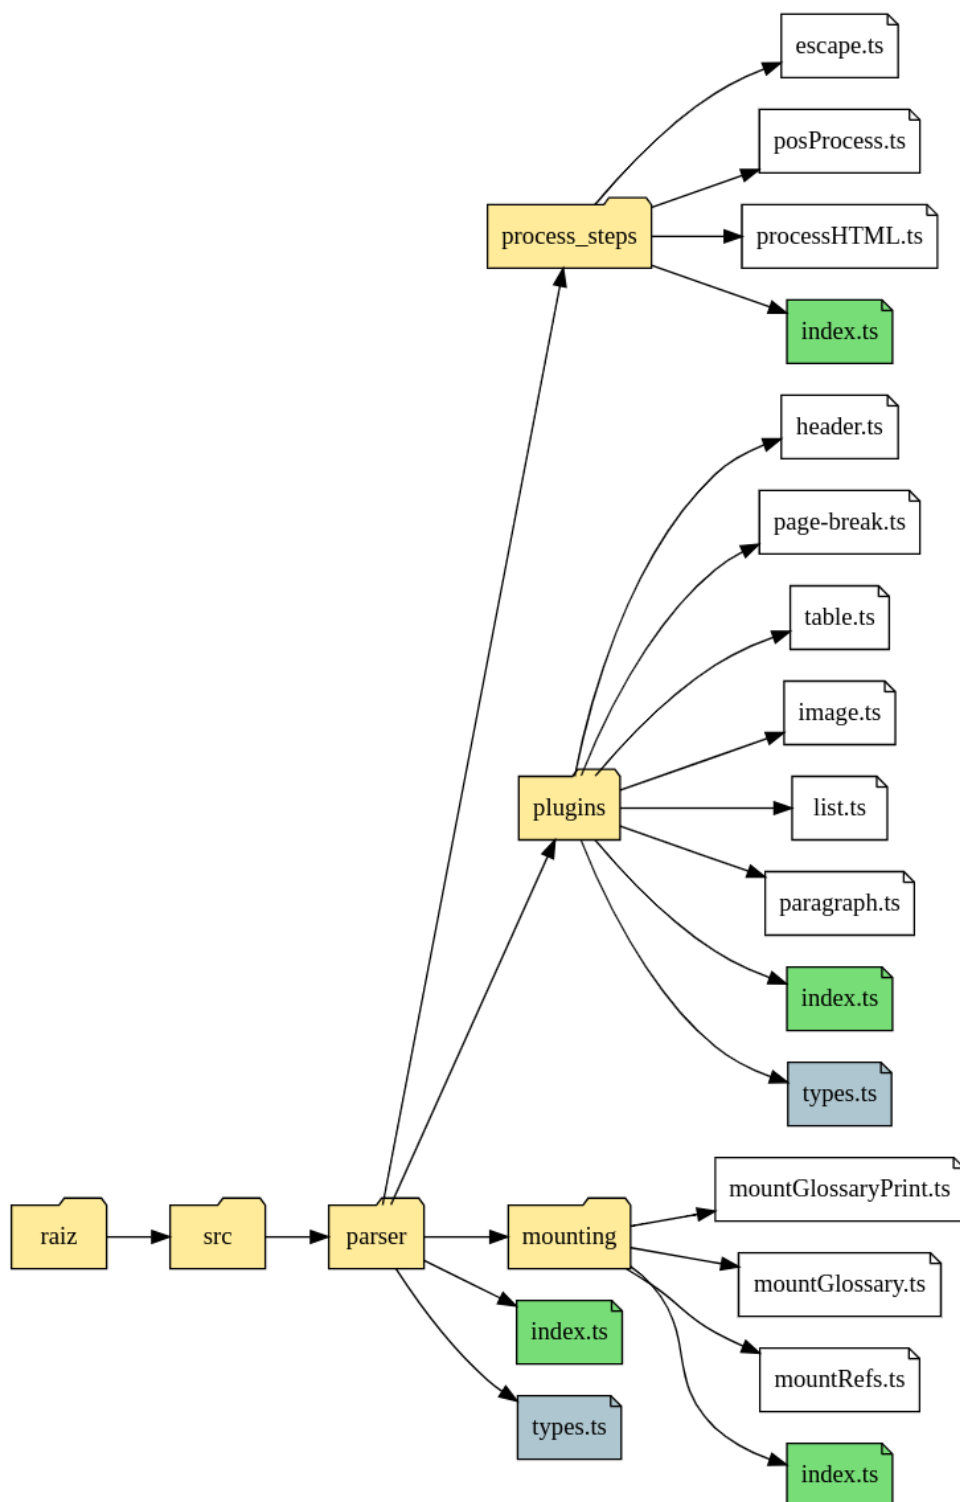 escape.ts
posProcess.ts
process_steps
processHTML.ts
index.ts
header.ts
page-break.ts
table.ts
image.ts
plugins
list.ts
paragraph.ts
index.ts
types.ts
mountGlossaryPrint.ts
raiz
src
parser
mounting
mountGlossary.ts
index.ts
mountRefs.ts
types.ts
index.ts